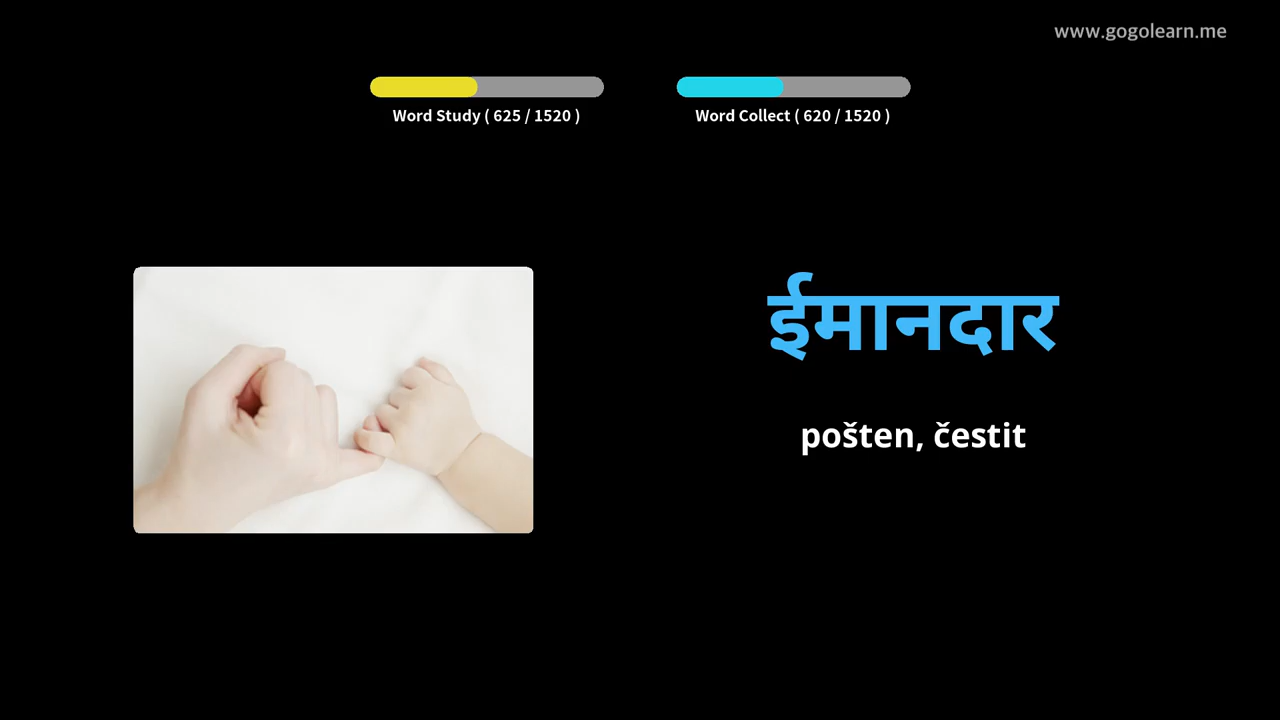 www.gogolearn.me
Word Study ( 625 / 1520 )
Word Collect ( 620 / 1520 )
ईमानदार
pošten, čestit